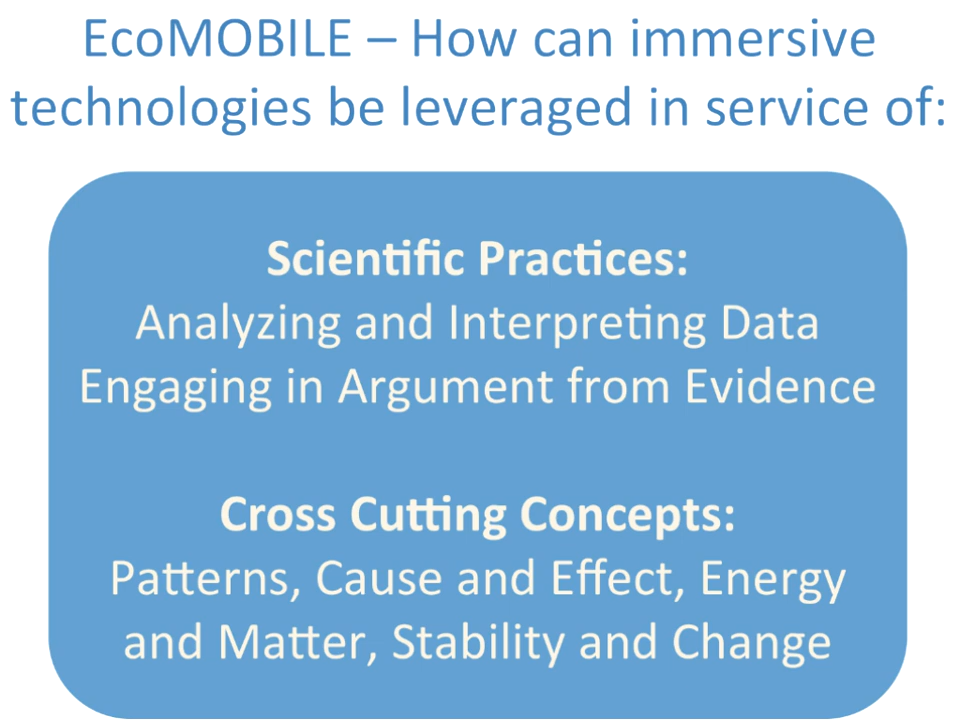 EcoMOBILE – How can immersive
technologies be leveraged in service of:
Scientific Practices:
Analyzing and Interpreting Data
Engaging in Argument from Evidence
Cross Cutting Concepts:
Patterns, Cause and Effect, Energy
and Matter, Stability and Change